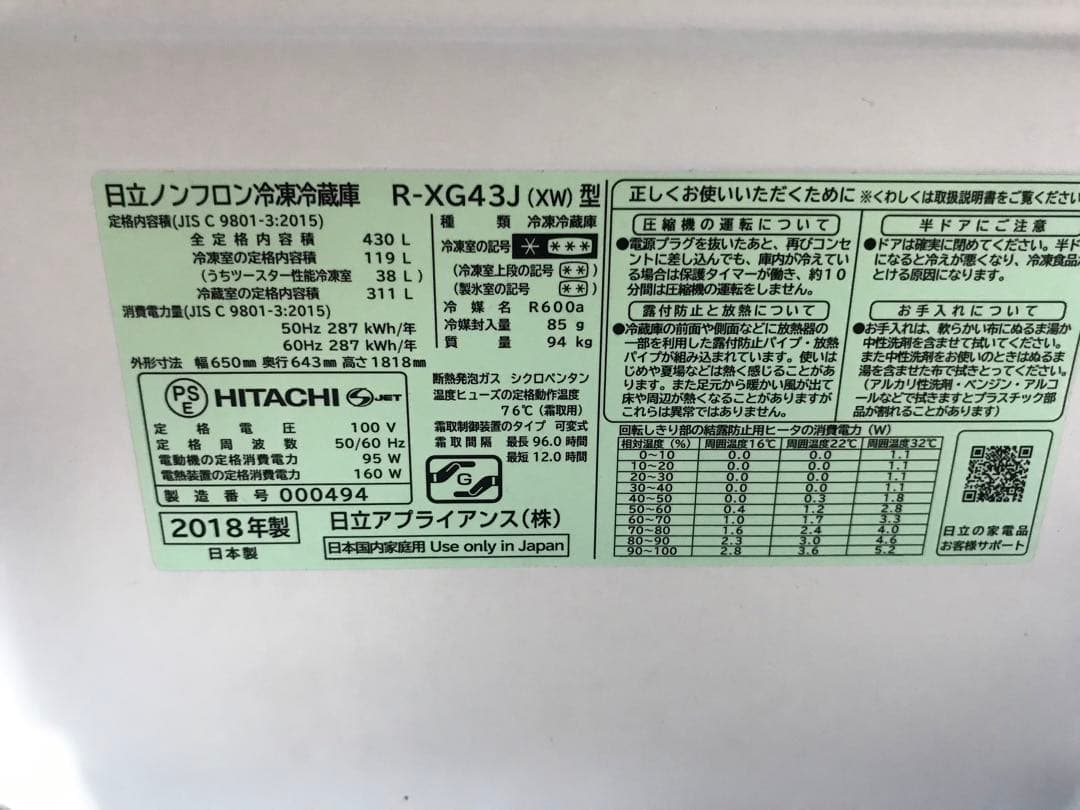 日立ノンフロン冷凍冷蔵庫 R-XG43J (XW) 型
定格内容積(JIS C 9801-3:2015)
全定格内容積 430 L
冷凍室の定格内容積 119 L
(うちツースター性能冷凍室 38 L)
冷蔵室の定格内容積 311 L
消費電力量(JIS C 9801-3:2015)
50Hz 287 kWh/年
60Hz 287 kWh/年
外形寸法 幅650mm 奥行643mm 高さ1818mm
種類 冷凍冷蔵庫
冷凍室の記号 * ***
(冷凍室上段の記号 **)
(製氷室の記号 **)
冷媒名 R600a
冷媒封入量 85 g
質量 94 kg
断熱発泡ガス シクロペンタン
温度ヒューズの定格動作温度
76℃(霜取用)
霜取制御装置のタイプ 可変式
霜取間隔 最長 96.0 時間
最短 12.0 時間
PS
E
HITACHI S JET
定格電圧 100 V
定格周波数 50/60 Hz
電動機の定格消費電力 95 W
電熱装置の定格消費電力 160 W
製造番号 000494
G
2018年製
日本製
日立アプライアンス(株)
日本国内家庭用 Use only in Japan
正しくお使いいただくために ※くわしくは取扱説明書をご覧くださ
圧縮機の運転について
●電源プラグを抜いたあと、再びコンセ
ントに差し込んでも、庫内が冷えてい
る場合は保護タイマーが働き、約10
分間は圧縮機の運転をしません。
露付防止と放熱について
●冷蔵庫の前面や側面などに放熱器の
一部を利用した露付防止パイプ・放熱
パイプが組み込まれています。使いは
じめや夏場などは熱く感じることがあ
ります。また足元から暖かい風が出て
床や周辺が熱くなることがありますが
これらは異常ではありません。
半ドアにご注意
●ドアは確実に閉めてください。半ド
になると冷えが悪くなり、冷凍食品
とける原因になります。
お手入れについて
●お手入れは、軟らかい布にぬるま湯か
中性洗剤を含ませて拭いてください。
また中性洗剤をお使いのときはぬるま
湯を含ませた布で拭きとってください。
(アルカリ性洗剤・ベンジン・アルコ
ールなどで拭きますとプラスチック部
品が割れることがあります)
回転しきり部の結露防止用ヒータの消費電力(W)
相対湿度(%) 周囲温度16℃ 周囲温度22℃ 周囲温度32℃
0~10 0.0 0.0 1.1
10~20 0.0 0.0 1.1
20~30 0.0 0.0 1.1
30~40 0.0 0.0 1.1
40~50 0.0 0.3 1.8
50~60 0.4 1.2 2.8
60~70 1.0 1.7 3.3
70~80 1.6 2.4 4.0
80~90 2.3 3.0 4.6
90~100 2.8 3.6 5.2
日立の家電品
お客様サポート